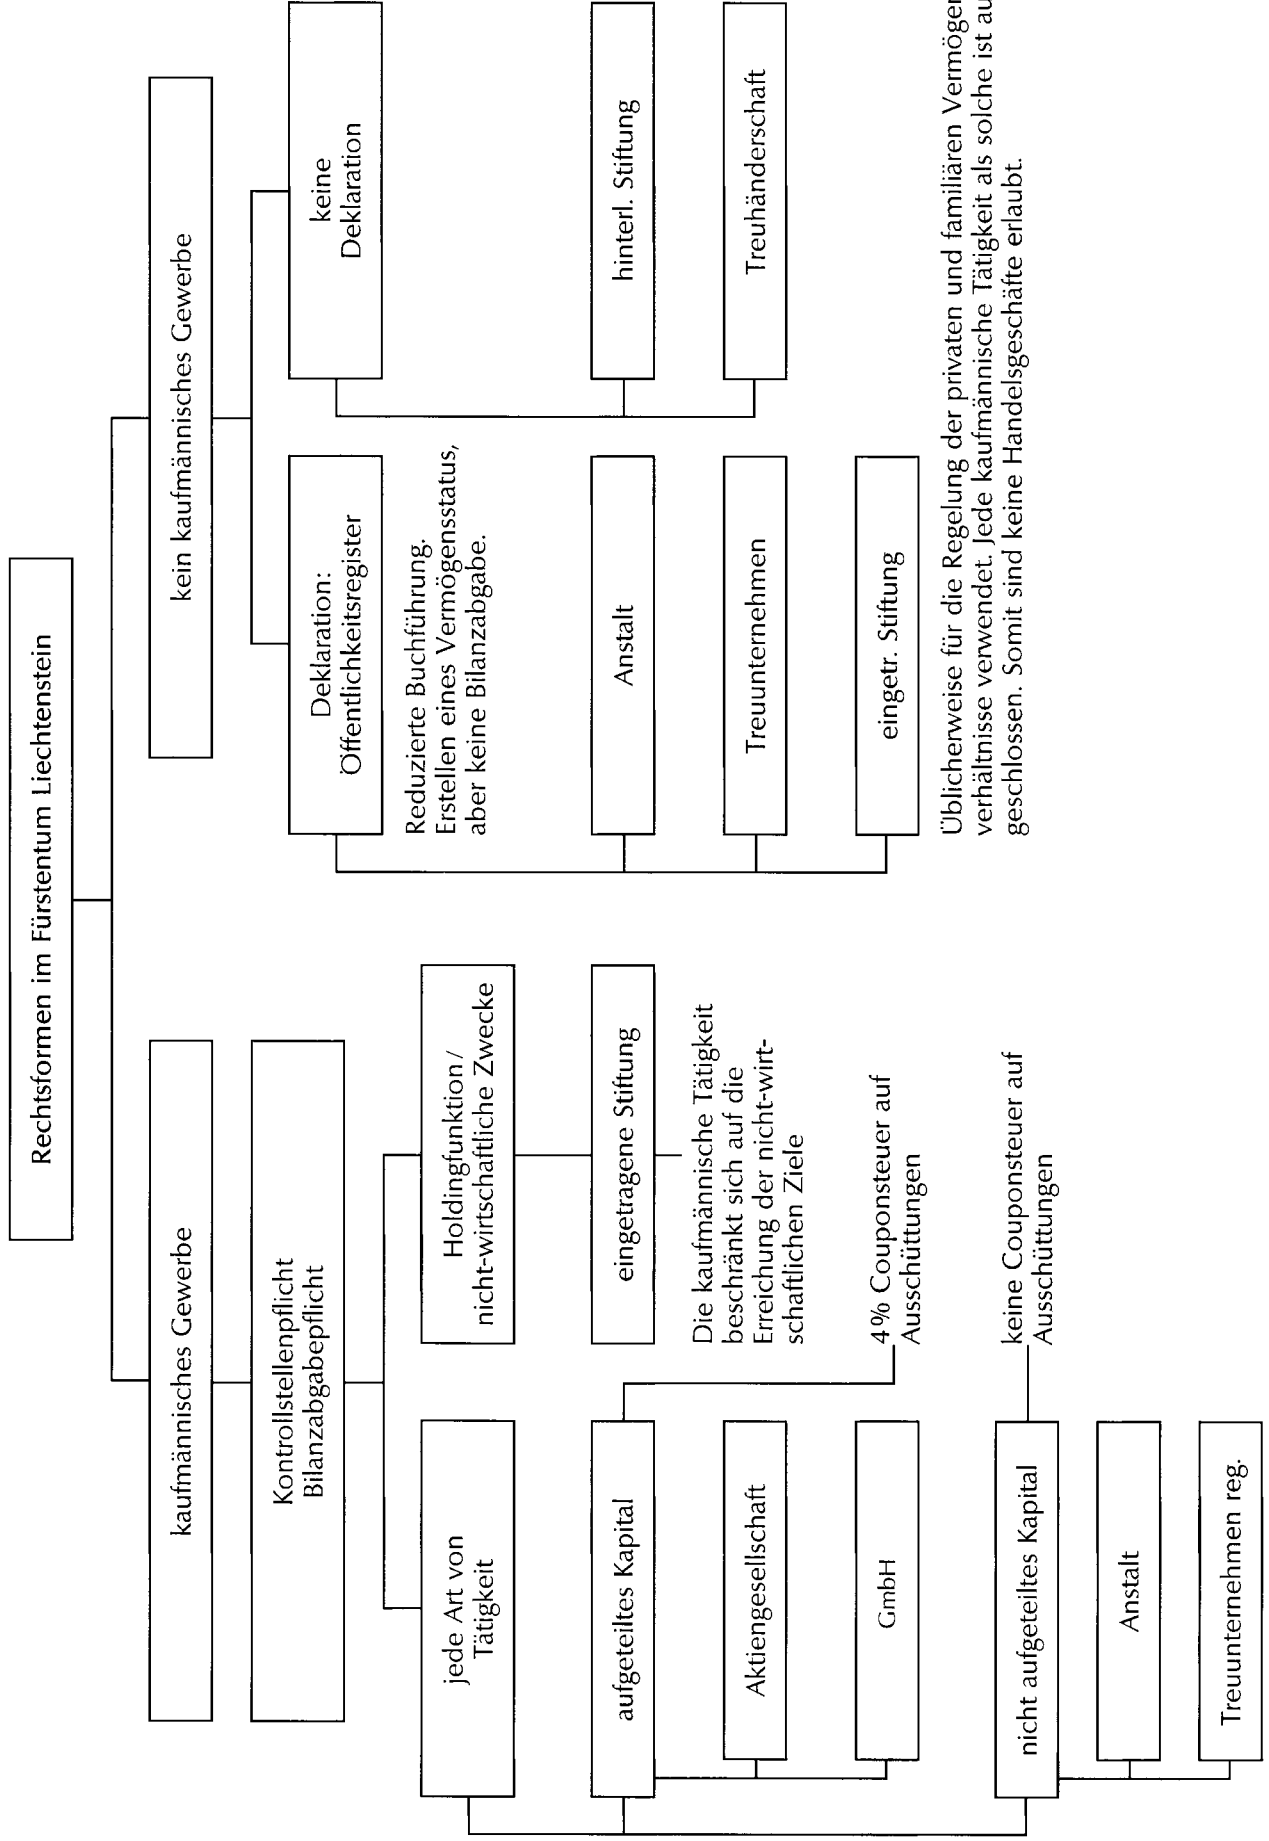 Rechtsformen im Fürstentum Liechtenstein
kaufmännisches Gewerbe
kein kaufmännisches Gewerbe
Kontrollstellenpflicht
Bilanzabgabepflicht
jede Art von
Tätigkeit
Holdingfunktion /
nicht-wirtschaftliche Zwecke
aufgeteiltes Kapital
Aktiengesellschaft
GmbH
nicht aufgeteiltes Kapital
Anstalt
Treuunternehmen reg.
eingetragene Stiftung
Die kaufmännische Tätigkeit
beschränkt sich auf die
Erreichung der nicht-wirt-
schaftlichen Ziele
4% Couponsteuer auf
Ausschüttungen
keine Couponsteuer auf
Ausschüttungen
Deklaration:
Öffentlichkeitsregister
Reduzierte Buchführung.
Erstellen eines Vermögensstatus,
aber keine Bilanzabgabe.
Anstalt
Treuunternehmen
eingetr. Stiftung
keine
Deklaration
hinterl. Stiftung
Treuhänderschaft
Üblicherweise für die Regelung der privaten und familiären Vermögen
verhältnisse verwendet. Jede kaufmännische Tätigkeit als solche ist au
geschlossen. Somit sind keine Handelsgeschäfte erlaubt.